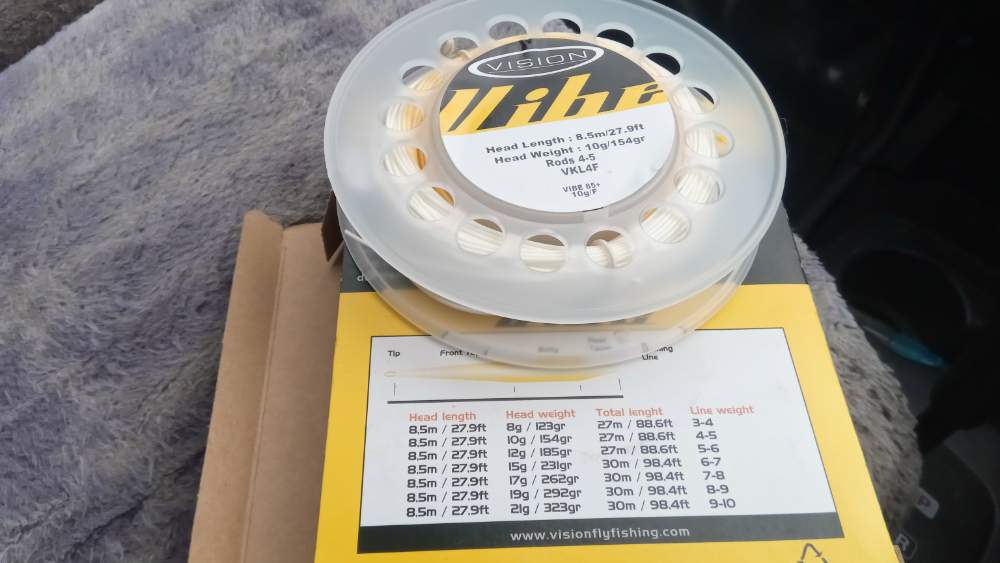 VISION
Vibe
Head Length : 8.5m/27.9ft
Head Weight : 10g/154gr
Rods 4-5
VKL4F
VIBE 85+
10g/F
Tip Front
Line
Head length Head weight Total lenght Line weight
8.5m / 27.9ft 8g / 123gr 27m / 88.6ft 3-4
8.5m / 27.9ft 10g / 154gr 27m / 88.6ft 4-5
8.5m / 27.9ft 12g / 185gr 27m / 88.6ft 5-6
8.5m / 27.9ft 15g / 231gr 30m / 98.4ft 6-7
8.5m / 27.9ft 17g / 262gr 30m / 98.4ft 7-8
8.5m / 27.9ft 19g / 292gr 30m / 98.4ft 8-9
8.5m / 27.9ft 21g / 323gr 30m / 98.4ft 9-10
www.visionflyfishing.com